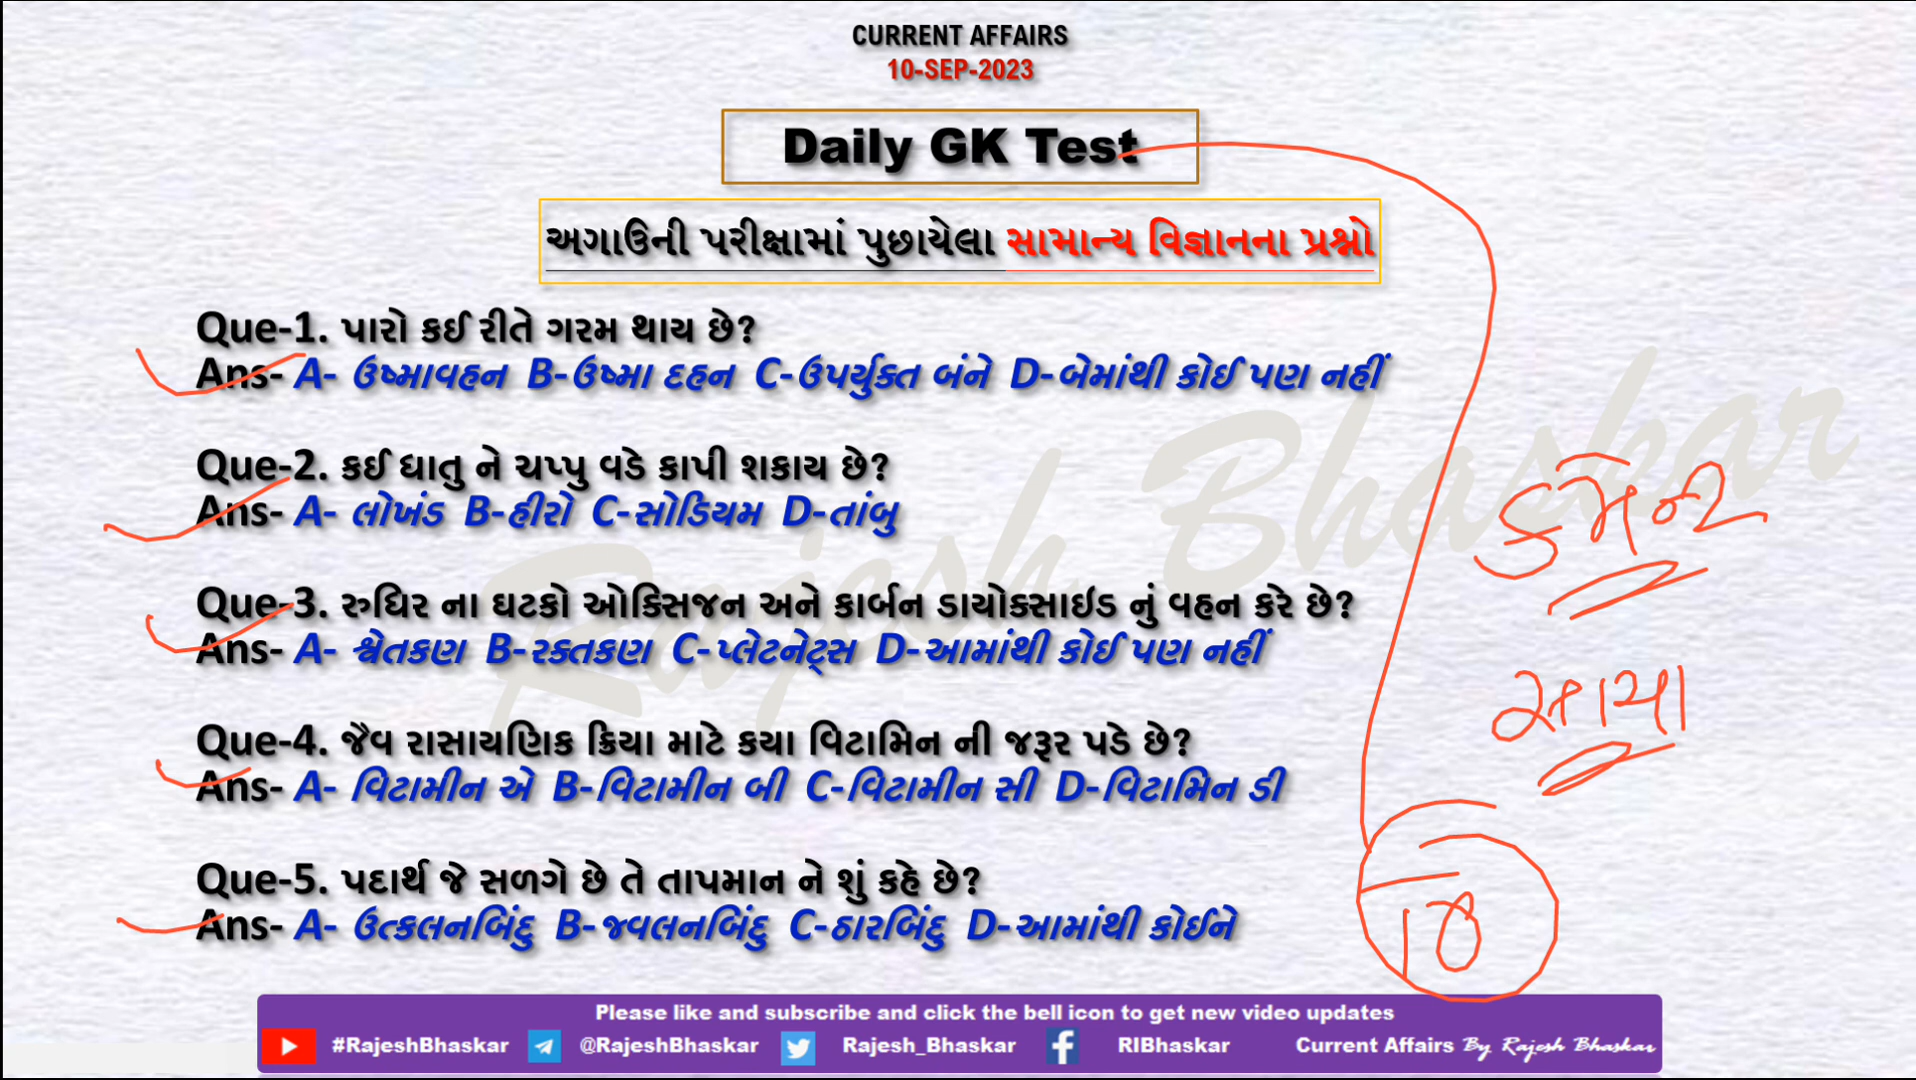 CURRENT AFFAIRS
10-SEP-2023
Daily GK Test
અગાઉની પરીક્ષામાં પુછાયેલા સામાન્ય વિજ્ઞાનના પ્રશ્નો
Que-1. પારો કઈ રીતે ગરમ થાય છે?
Ans- A- ઉષ્માવહન B-ઉષ્મા દહન C-ઉપર્યુક્ત બંને D-બેમાંથી કોઈ પણ નહીં
Que-2. કઈ ધાતુ ને ચપ્પુ વડે કાપી શકાય છે?
Ans- A- લોખંડ B-હીરો C-સોડિયમ D-તાંબુ
Que-3. રુધિર ના ઘટકો ઓક્સિજન અને કાર્બન ડાયોક્સાઇડ નું વહન કરે છે?
Ans- A- શ્વેતકણ B-રક્તકણ C-પ્લેટનેટ્સ D-આમાંથી કોઈ પણ નહીં
Que-4. જૈવ રાસાયણિક ક્રિયા માટે કયા વિટામિન ની જરૂર પડે છે?
Ans- A- વિટામીન એ B-વિટામીન બી C-વિટામીન સી D-વિટામિન ડી
Que-5. પદાર્થ જે સળગે છે તે તાપમાન ને શું કહે છે?
Ans- A- ઉત્કલનબિંદુ B-જ્વલનબિંદુ C-ઠારબિંદુ D-આમાંથી કોઈને
Rajesh Bhaskar
10
Please like and subscribe and click the bell icon to get new video updates
#RajeshBhaskar @RajeshBhaskar Rajesh_Bhaskar RIBhaskar Current Affairs By Rajesh Bhaskar